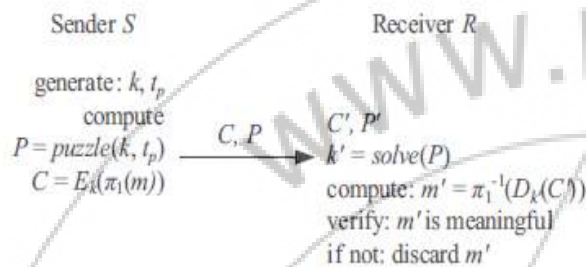 Sender S
Receiver R
generate: k, tₚ
compute
P = puzzle(k, tₚ)
C = Eₖ(π₁(m))
C, P
C', P'
k' = solve(P)
compute: m' = π₁⁻¹(Dₖ(C'))
verify: m' is meaningful
if not: discard m'
www.